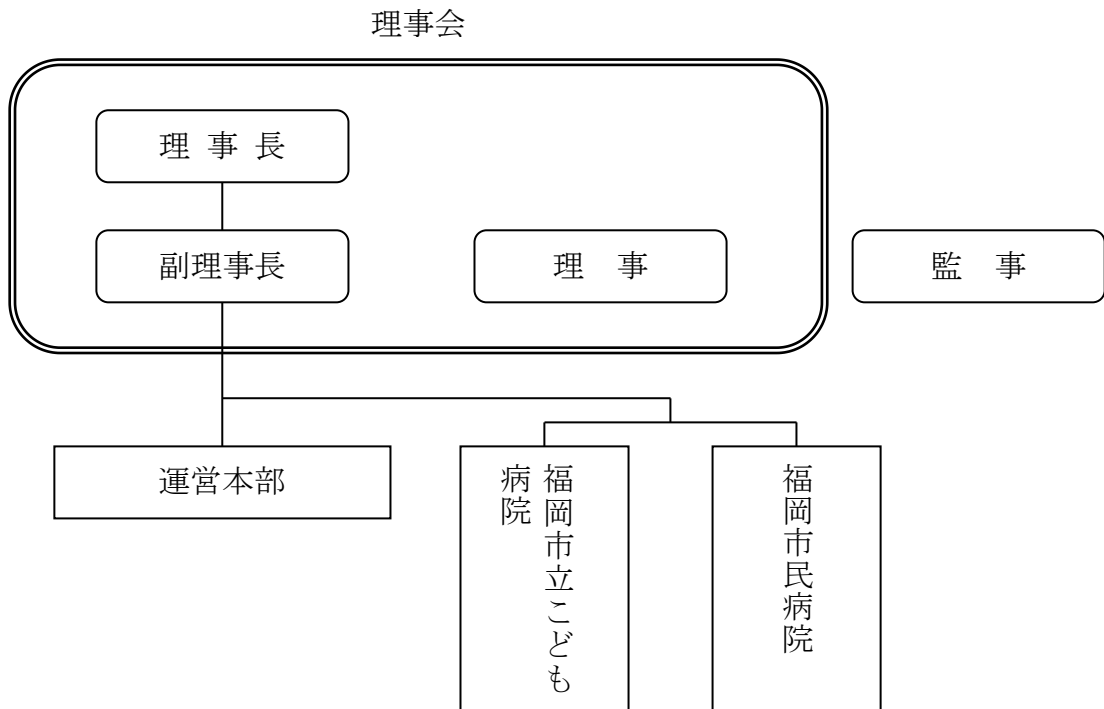 理事会
理 事 長
副理事長
理　事
監　事
運営本部
福岡市立こども
病院
福岡市民病院